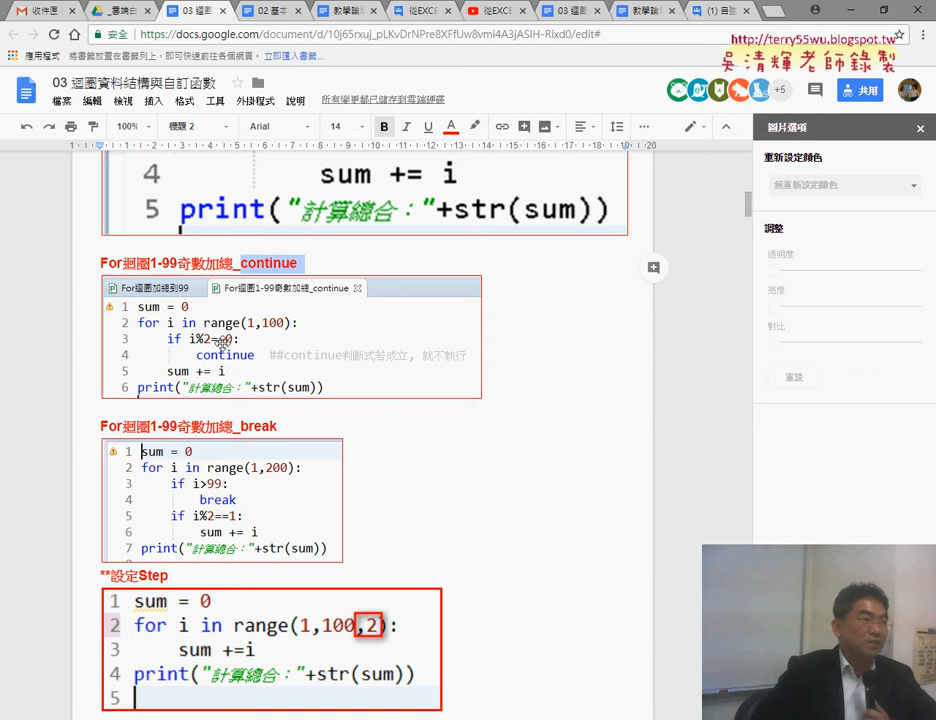 收件匣
_雲端白
03 迴圈
02 基本
教學論
從EXCE
從EXCE
03 迴圈
教學論
(1) 自強
安全
https://docs.google.com/document/d/10j65rxuj_pLKvDrNPre8XFfUw8vmi4A3jASIH-Rlxd0/edit#
http://terry55wu.blogspot.tw
吳清輝老師錄製
應用程式
將書籤放置在書籤列上，即可快速前往各個網頁。
立即匯入書籤...
03 迴圈資料結構與自訂函數
檔案 編輯 檢視 插入 格式 工具 外掛程式 說明 所有變更都已儲存到雲端硬碟
+5
共用
100% 標題 2 Arial 14 B I U A
圖片選項
重新設定顏色
無重新設定顏色
調整
透明度
亮度
對比
重設
4 sum += i
5 print("計算總合："+str(sum))
For迴圈1-99奇數加總_continue
For迴圈加總到99 For迴圈1-99奇數加總_continue
1 sum = 0
2 for i in range(1,100):
3 if i%2==0:
4 continue ##continue判斷式若成立, 就不執行
5 sum += i
6 print("計算總合："+str(sum))
For迴圈1-99奇數加總_break
1 sum = 0
2 for i in range(1,200):
3 if i>99:
4 break
5 if i%2==1:
6 sum += i
7 print("計算總合："+str(sum))
**設定Step
1 sum = 0
2 for i in range(1,100,2):
3 sum +=i
4 print("計算總合："+str(sum))
5